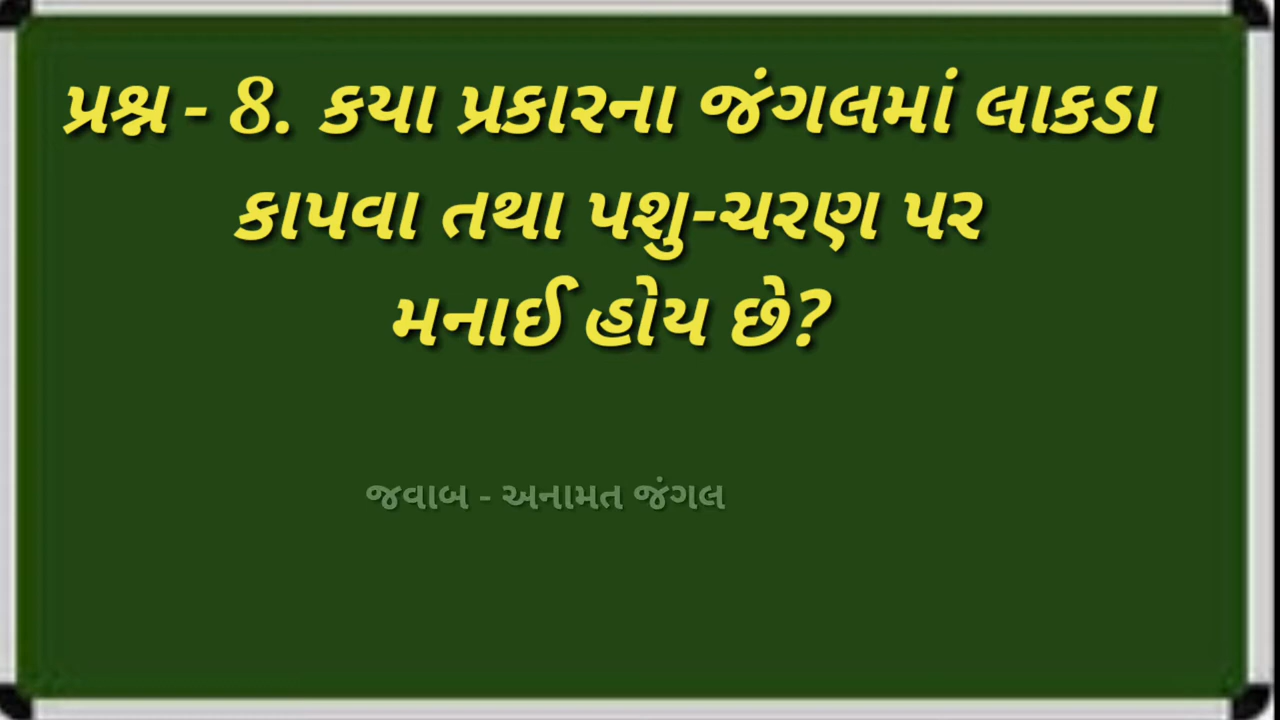 પ્રશ્ન - 8. કયા પ્રકારના જંગલમાં લાકડા
કાપવા તથા પશુ-ચરણ પર
મનાઈ હોય છે?
જવાબ - અનામત જંગલ